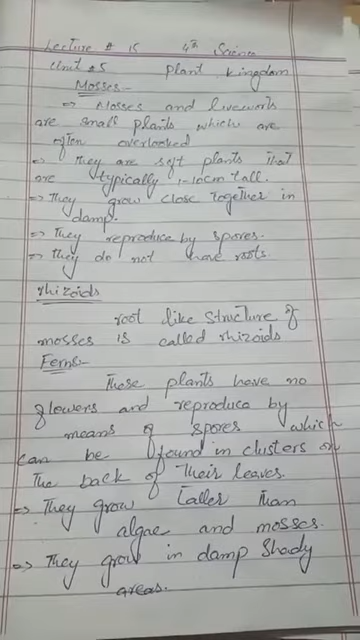 Lecture # 15 4th Science
Unit #5 Plant Kingdom
Mosses:-
=> Mosses and liveworts
are small plants which are
often overlooked
=> They are soft plants that
are typically 1-10cm tall.
=> They grow close together in
damp.
=> They reproduce by spores.
=> they do not have roots.
rhizoids
root like structure of
mosses is called rhizoids
Ferns:-
These plants have no
flowers and reproduce by
means of spores which
can be found in clusters on
The back of Their leaves.
=> They grow taller than
algae and mosses.
=> They grow in damp shady
areas.